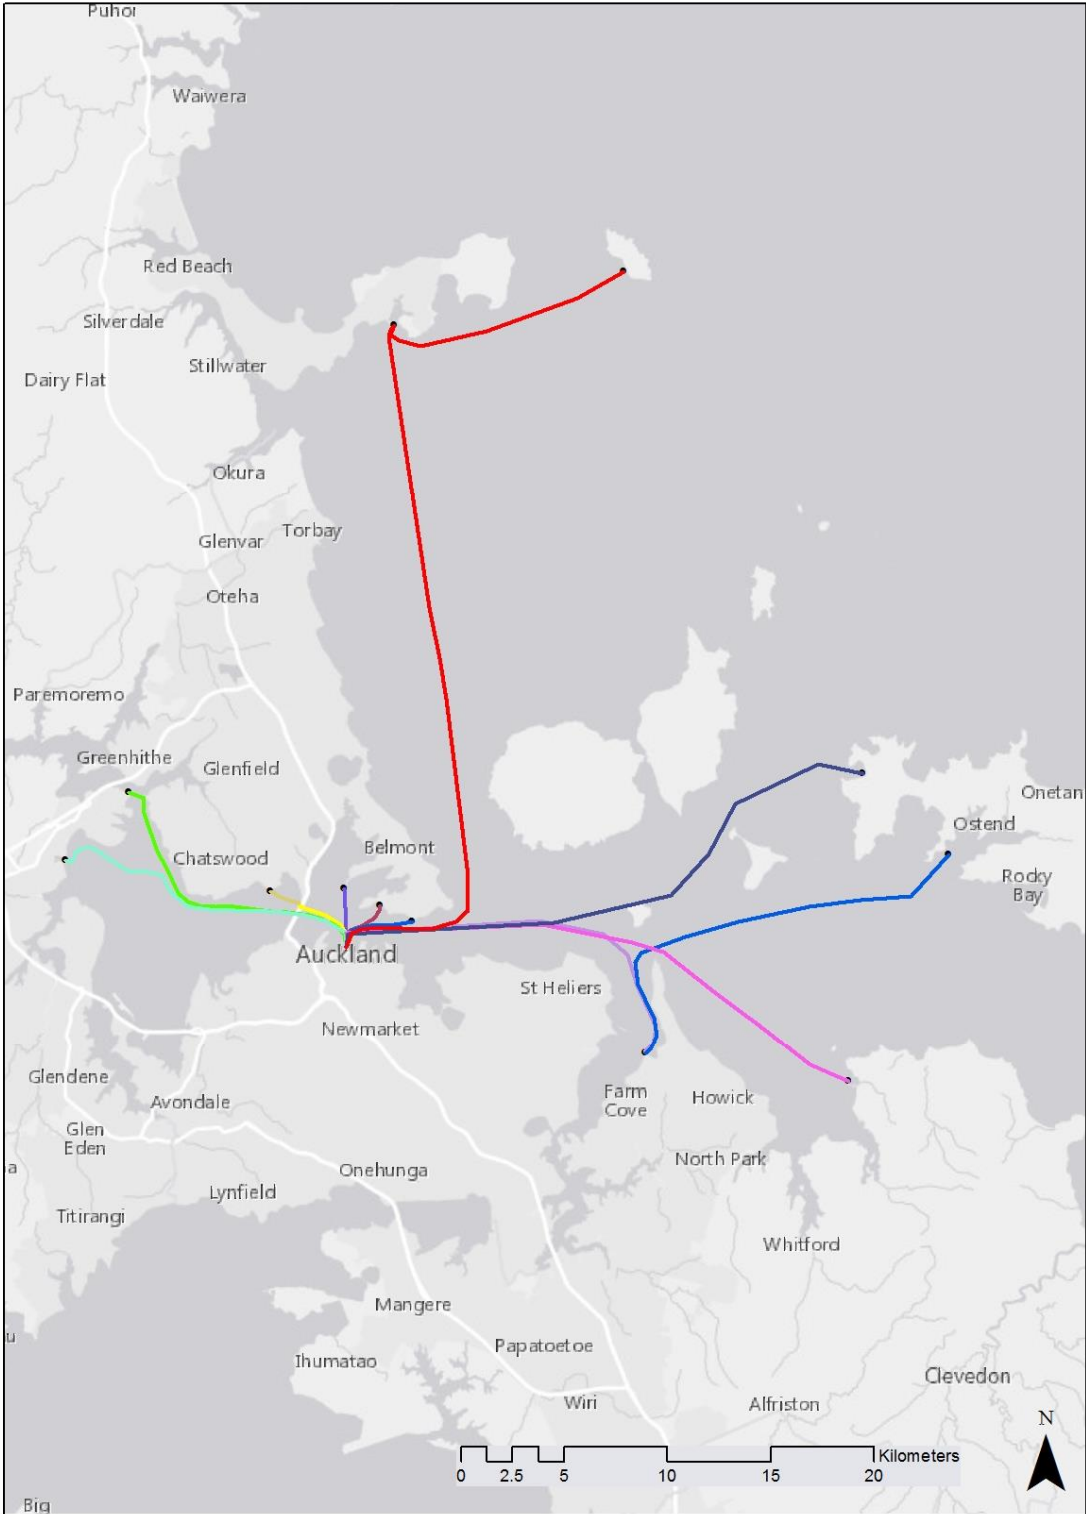 Puhoi
Waiwera
Red Beach
Silverdale
Stillwater
Dairy Flat
Okura
Torbay
Glenvar
Oteha
Paremoremo
Greenhithe
Glenfield
Onetan
Ostend
Belmont
Chatswood
Rocky
Bay
Auckland
St Heliers
Newmarket
Glendene
Farm
Cove
Howick
Avondale
Glen
Eden
North Park
a
Onehunga
Lynfield
Titirangi
Whitford
Mangere
u
Papatoetoe
Ihumatao
Clevedon
Wiri
Alfriston
N
Kilometers
0 2.5 5 10 15 20
Big